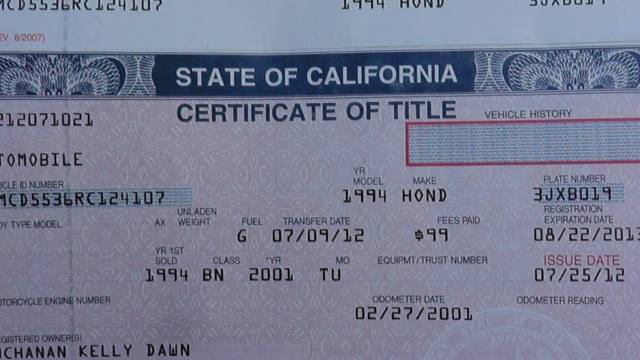 MCD5536RC124107 1994 HOND 3JXB019
EV. 8/2007)
STATE OF CALIFORNIA
CERTIFICATE OF TITLE
VEHICLE HISTORY
212071021
TOMOBILE
ICLE ID NUMBER YR MODEL MAKE PLATE NUMBER
MCD5536RC124107 1994 HOND 3JXB019
DY TYPE MODEL AX UNLADEN WEIGHT FUEL TRANSFER DATE FEES PAID REGISTRATION EXPIRATION DATE
G 07/09/12 $99 08/22/2013
YR 1ST SOLD CLASS *YR MO EQUIPMT/TRUST NUMBER ISSUE DATE
1994 BN 2001 TU 07/25/12
OTORCYCLE ENGINE NUMBER ODOMETER DATE ODOMETER READING
02/27/2001
EGISTERED OWNER(S)
CHANAN KELLY DAWN